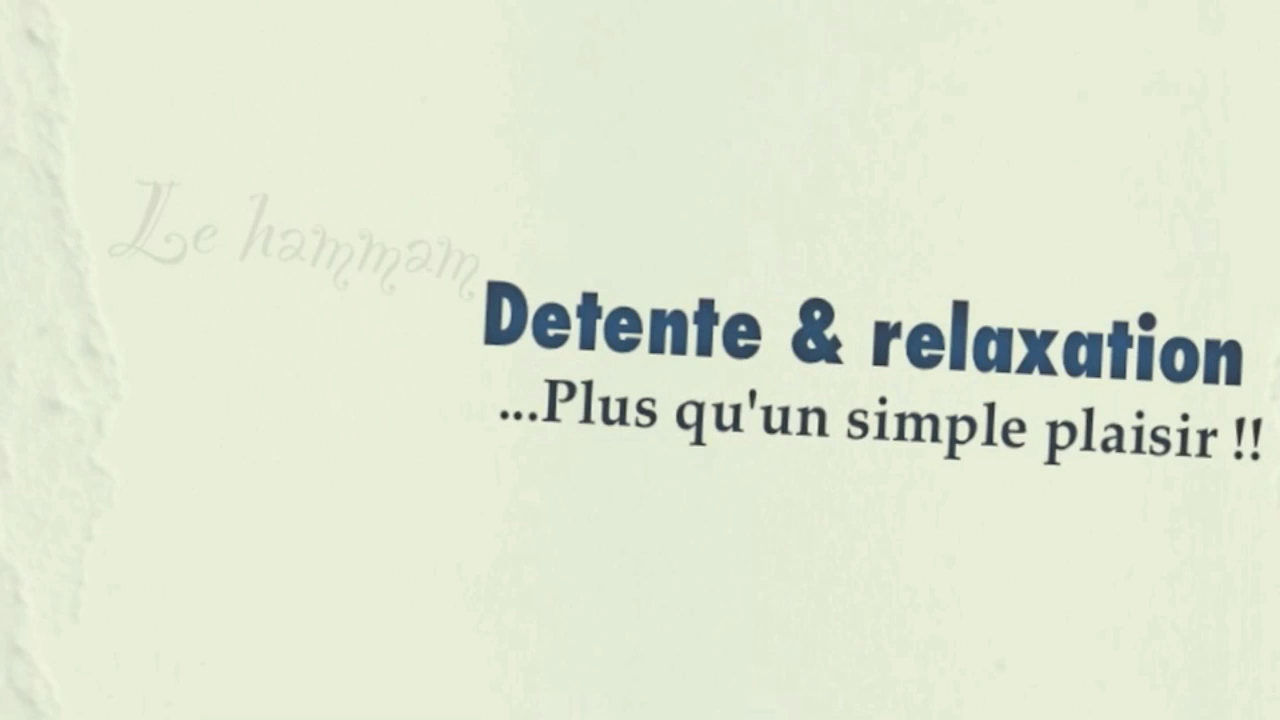 Le hammam
Detente & relaxation
...Plus qu'un simple plaisir !!